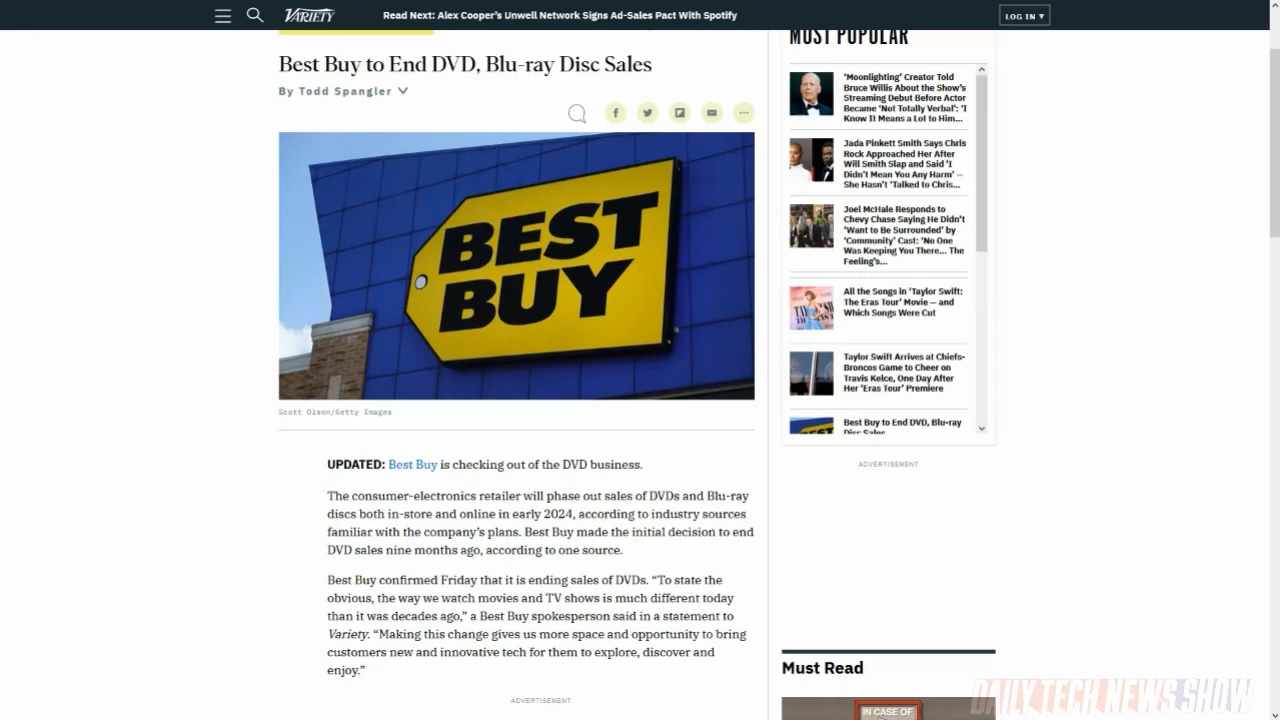 VARIETY
Read Next: Alex Cooper's Unwell Network Signs Ad-Sales Pact With Spotify
LOG IN ▾
Best Buy to End DVD, Blu-ray Disc Sales
By Todd Spangler
BEST
BUY
Scott Olson/Getty Images
UPDATED: Best Buy is checking out of the DVD business.
The consumer-electronics retailer will phase out sales of DVDs and Blu-ray
discs both in-store and online in early 2024, according to industry sources
familiar with the company's plans. Best Buy made the initial decision to end
DVD sales nine months ago, according to one source.
Best Buy confirmed Friday that it is ending sales of DVDs. “To state the
obvious, the way we watch movies and TV shows is much different today
than it was decades ago,” a Best Buy spokesperson said in a statement to
Variety. “Making this change gives us more space and opportunity to bring
customers new and innovative tech for them to explore, discover and
enjoy.”
ADVERTISEMENT
MOST POPULAR
‘Moonlighting’ Creator Told
Bruce Willis About the Show’s
Streaming Debut Before Actor
Became ‘Not Totally Verbal’: ‘I
Know It Means a Lot to Him...
Jada Pinkett Smith Says Chris
Rock Approached Her After
Will Smith Slap and Said ‘I
Didn’t Mean You Any Harm’ —
She Hasn’t ‘Talked to Chris...
Joel McHale Responds to
Chevy Chase Saying He Didn’t
‘Want to Be Surrounded’ by
‘Community’ Cast: ‘No One
Was Keeping You There... The
Feeling’s...
All the Songs in ‘Taylor Swift:
The Eras Tour’ Movie — and
Which Songs Were Cut
Taylor Swift Arrives at Chiefs-
Broncos Game to Cheer on
Travis Kelce, One Day After
Her ‘Eras Tour’ Premiere
Best Buy to End DVD, Blu-ray
Disc Sales
ADVERTISEMENT
Must Read
IN CASE OF
DAILY TECH NEWS SHOW